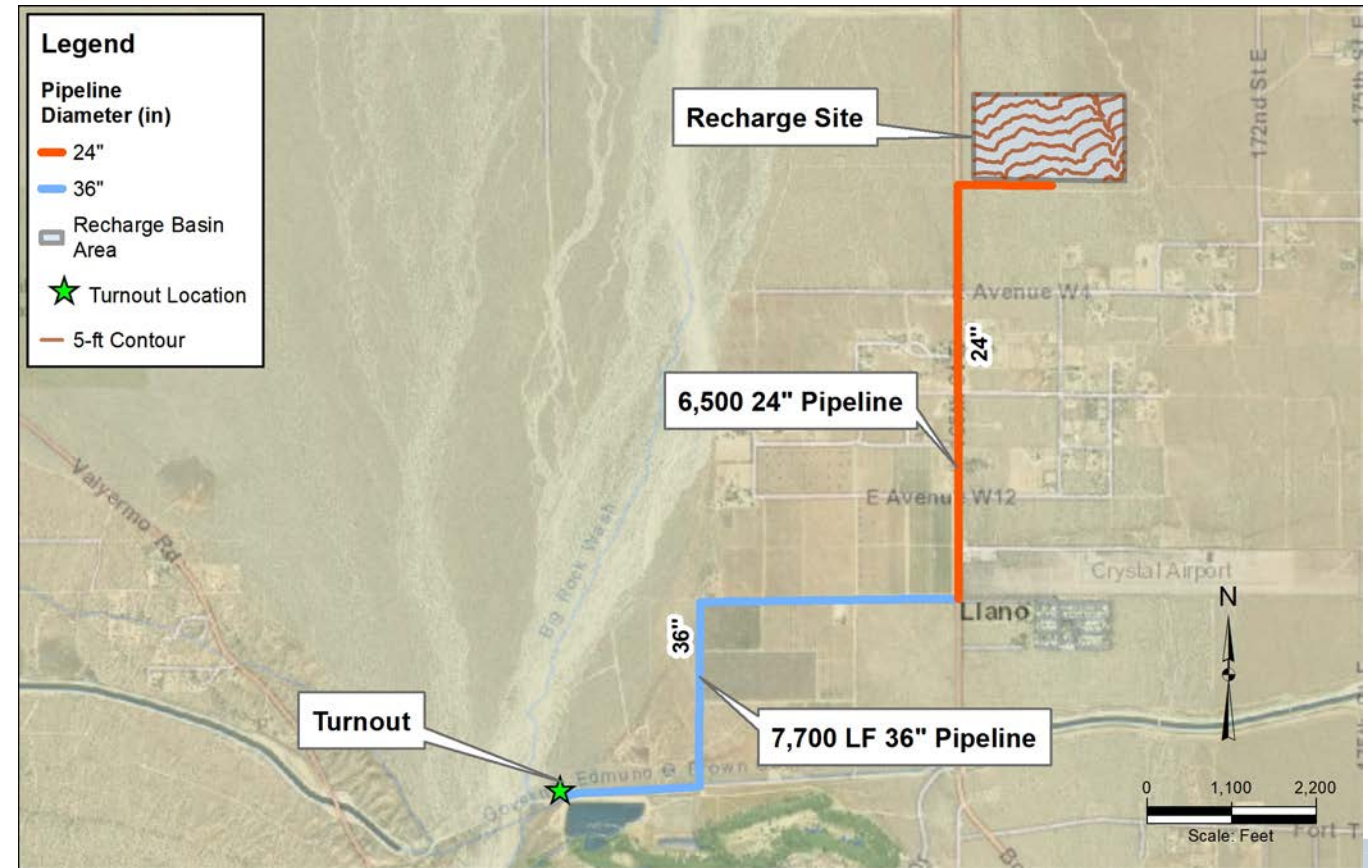 Legend
Pipeline
Diameter (in)
24"
36"
Recharge Basin
Area
Turnout Location
5-ft Contour
Recharge Site
172nd St E
175th St E
Avenue W4
24"
6,500 24" Pipeline
E Avenue W12
Valyermo Rd
Big Rock Wash
Crystal Airport
Llano
N
36"
Turnout
7,700 LF 36" Pipeline
Edmund G Brown
0 1,100 2,200
Scale: Feet
Fort T